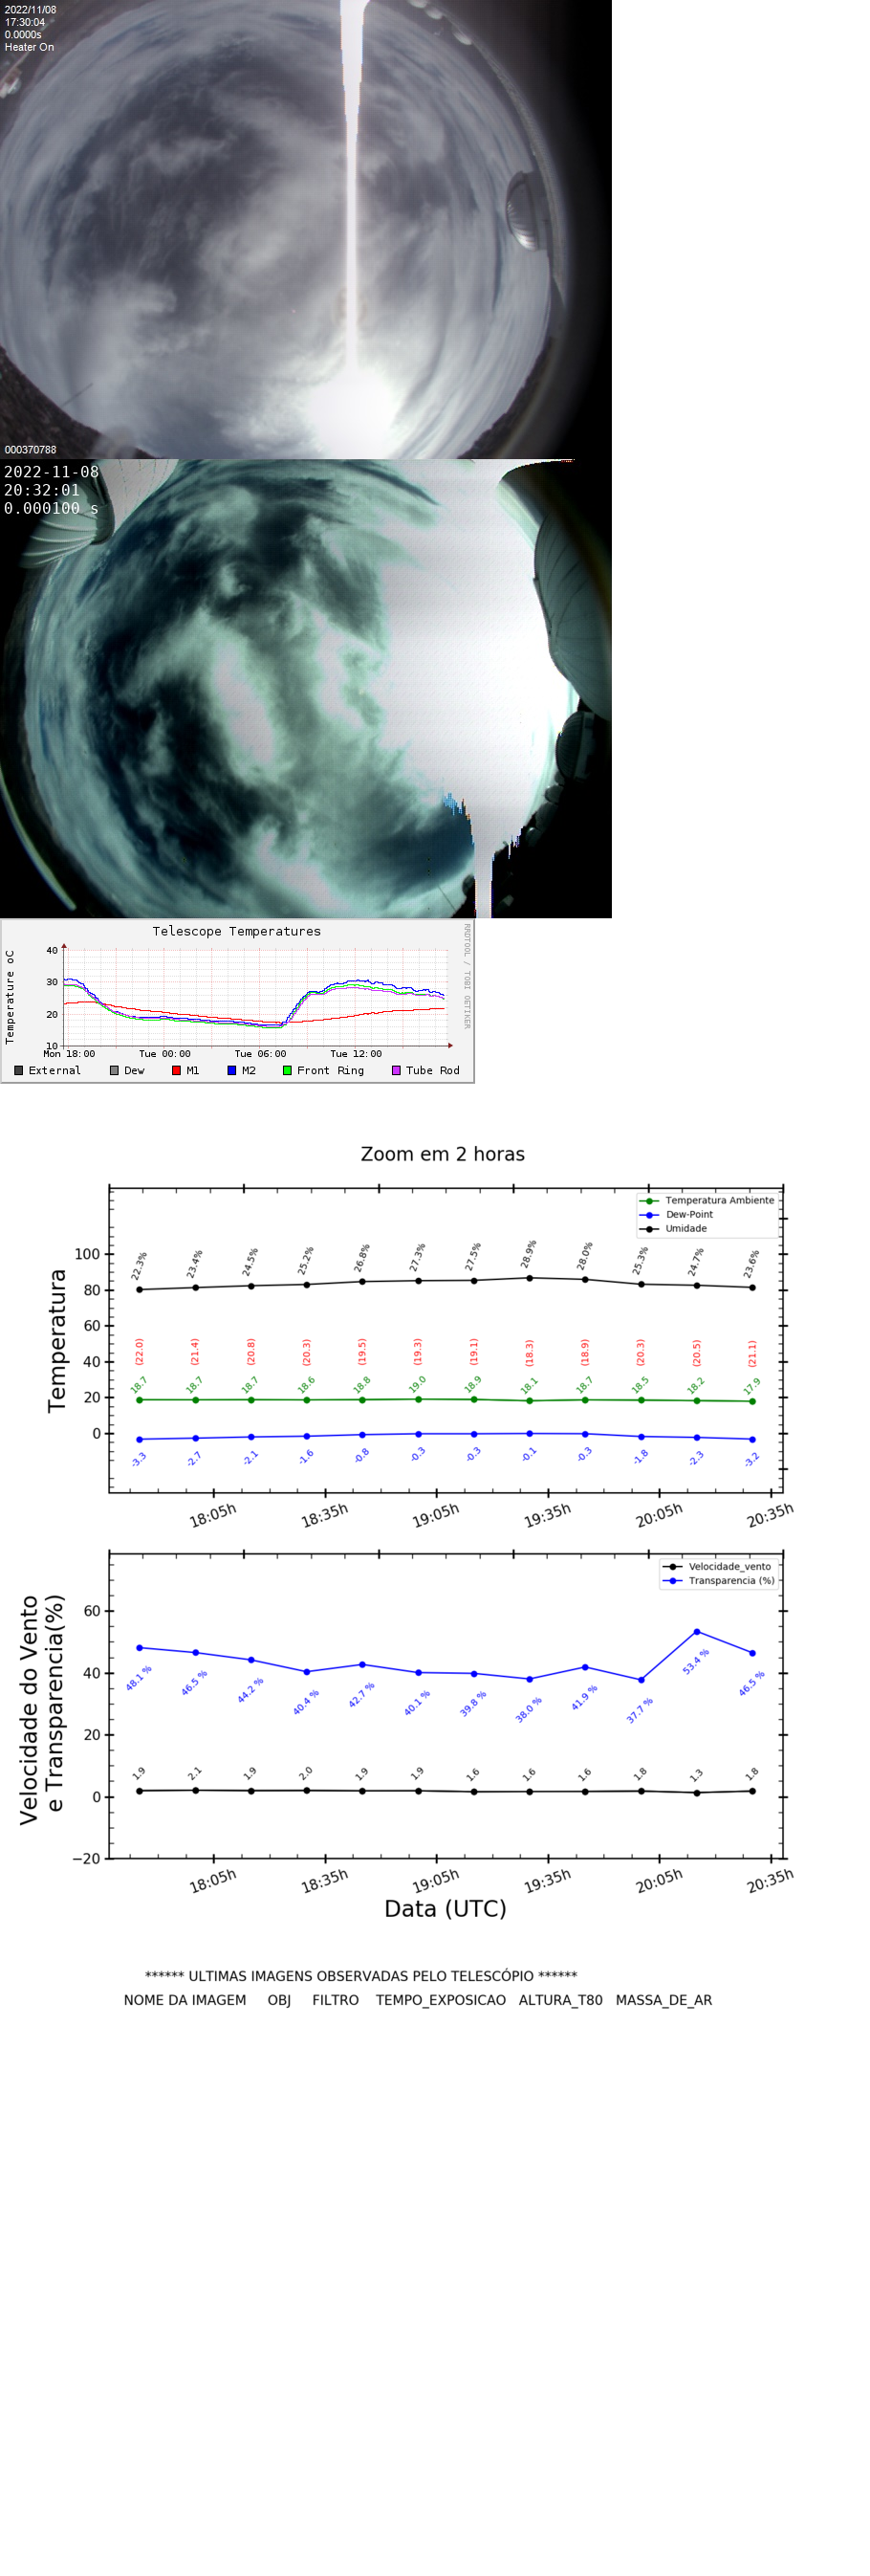 2022/11/08
17:30:04
0.0000s
Heater On
000370788
2022-11-08
20:32:01
0.000100 s
Telescope Temperatures
RRDTOOL / TOBI OETIKER
Temperature oC
40
30
20
10
Mon 18:00 Tue 00:00 Tue 06:00 Tue 12:00
External Dew M1 M2 Front Ring Tube Rod
Zoom em 2 horas
Temperatura Ambiente
Dew-Point
Umidade
Temperatura
100
80
60
40
20
0
22.3% 23.4% 24.5% 25.2% 26.8% 27.3% 27.5% 28.9% 28.0% 25.3% 24.7% 23.6%
(22.0) (21.4) (20.8) (20.3) (19.5) (19.3) (19.1) (18.3) (18.9) (20.3) (20.5) (21.1)
18.7 18.7 18.7 18.6 18.8 19.0 18.9 18.1 18.7 18.5 18.2 17.9
-3.3 -2.7 -2.1 -1.6 -0.8 -0.3 -0.3 -0.1 -0.3 -1.8 -2.3 -3.2
18:05h 18:35h 19:05h 19:35h 20:05h 20:35h
Velocidade_vento
Transparencia (%)
Velocidade do Vento
e Transparencia(%)
60
40
20
0
−20
48.1 % 46.5 % 44.2 % 40.4 % 42.7 % 40.1 % 39.8 % 38.0 % 41.9 % 37.7 % 53.4 % 46.5 %
1.9 2.1 1.9 2.0 1.9 1.9 1.6 1.6 1.6 1.8 1.3 1.8
18:05h 18:35h 19:05h 19:35h 20:05h 20:35h
Data (UTC)
****** ULTIMAS IMAGENS OBSERVADAS PELO TELESCÓPIO ******
NOME DA IMAGEM OBJ FILTRO TEMPO_EXPOSICAO ALTURA_T80 MASSA_DE_AR